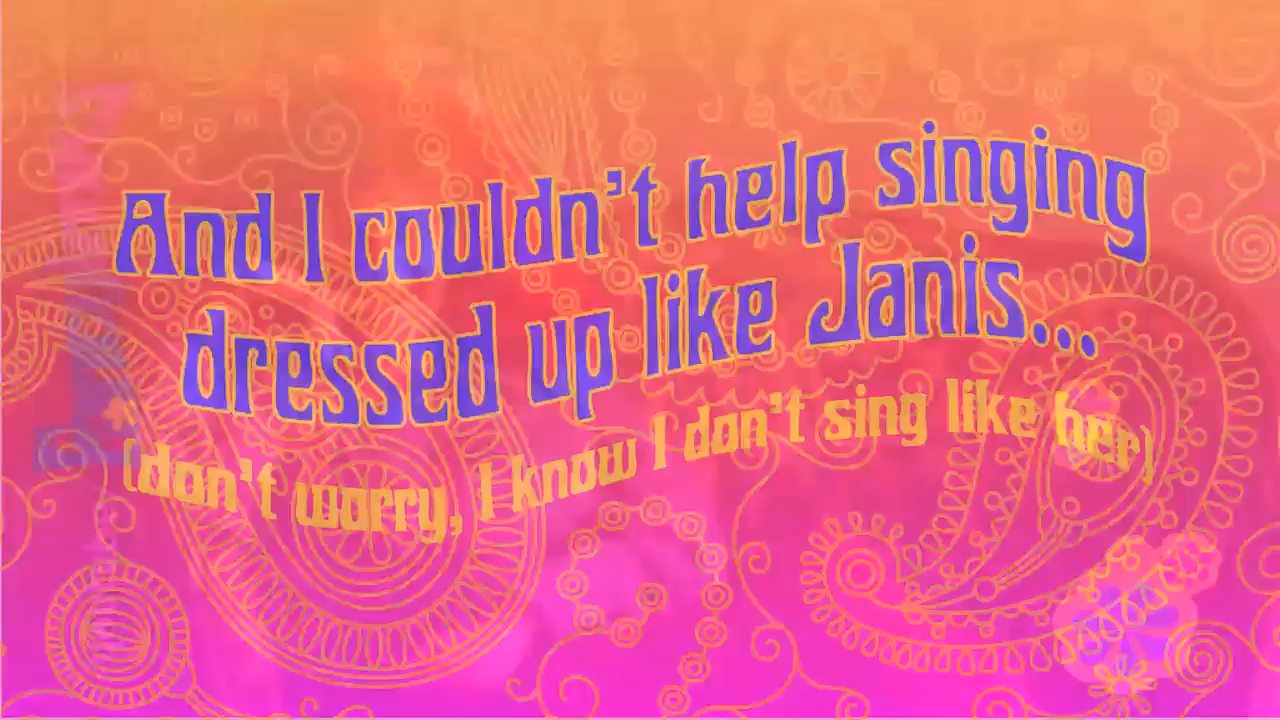 And I couldn't help singing
dressed up like Janis...
(don't worry, I know I don't sing like her)